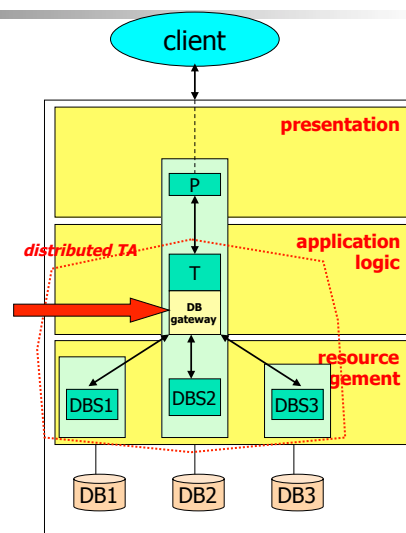 client
presentation
P
distributed TA
application
logic
T
DB
gateway
resource
gement
DBS1
DBS2
DBS3
DB1
DB2
DB3